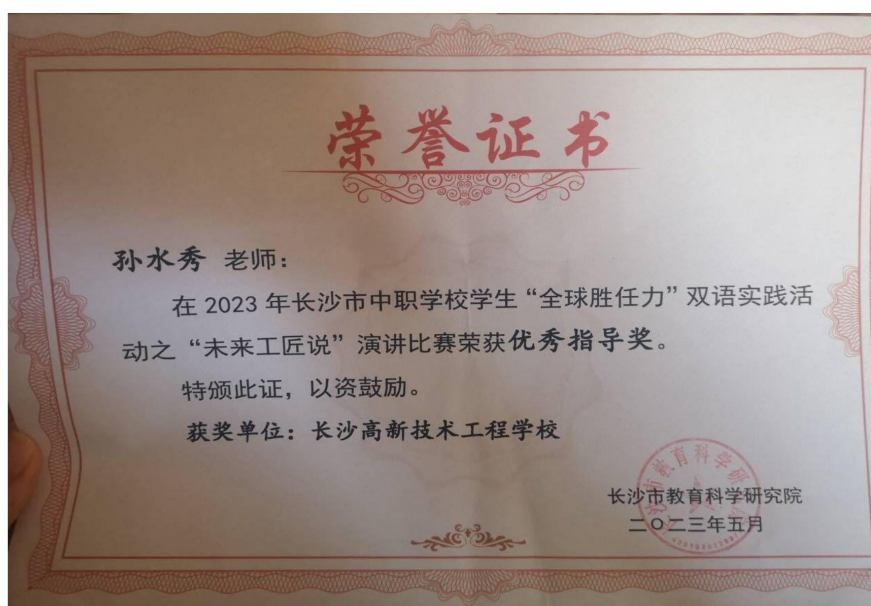 荣誉证书
孙水秀 老师：
在 2023 年长沙市中职学校学生“全球胜任力”双语实践活
动之“未来工匠说”演讲比赛荣获优秀指导奖。
特颁此证，以资鼓励。
获奖单位：长沙高新技术工程学校
长沙市教育科学研究院
二〇二三年五月